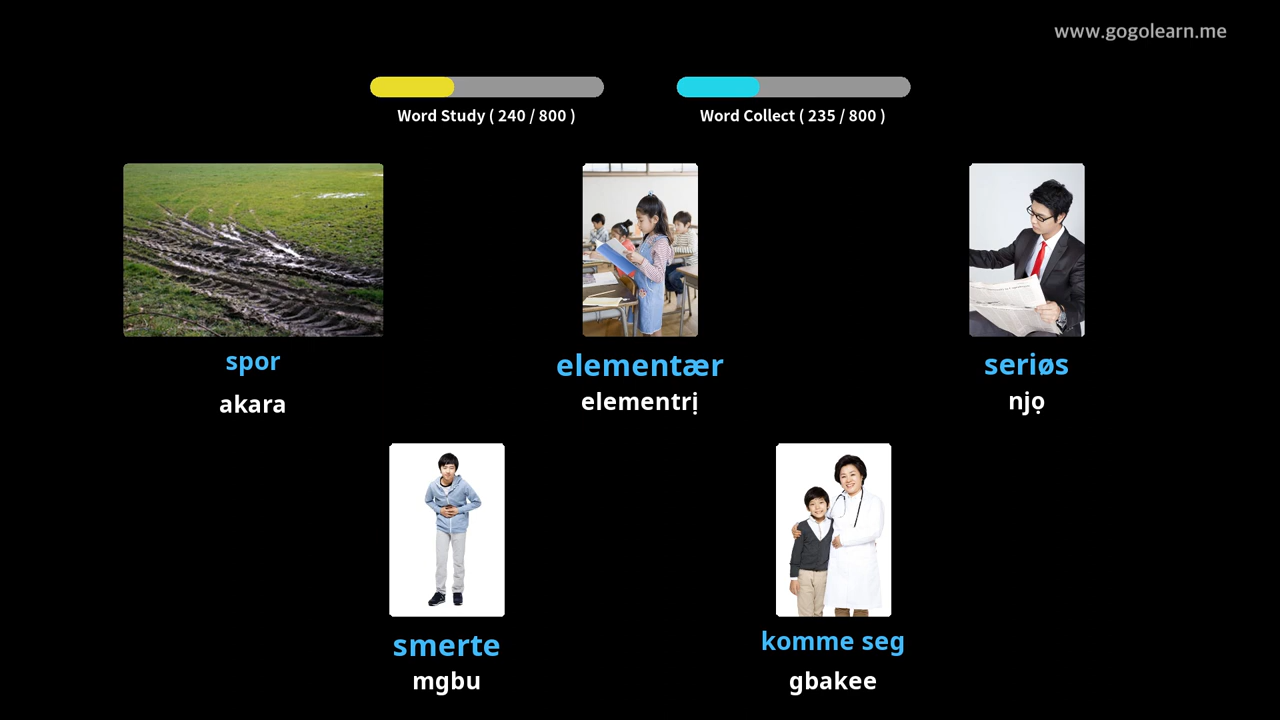 www.gogolearn.me
Word Study ( 240 / 800 )
Word Collect ( 235 / 800 )
spor
akara
elementær
elementrị
seriøs
njọ
smerte
mgbu
komme seg
gbakee